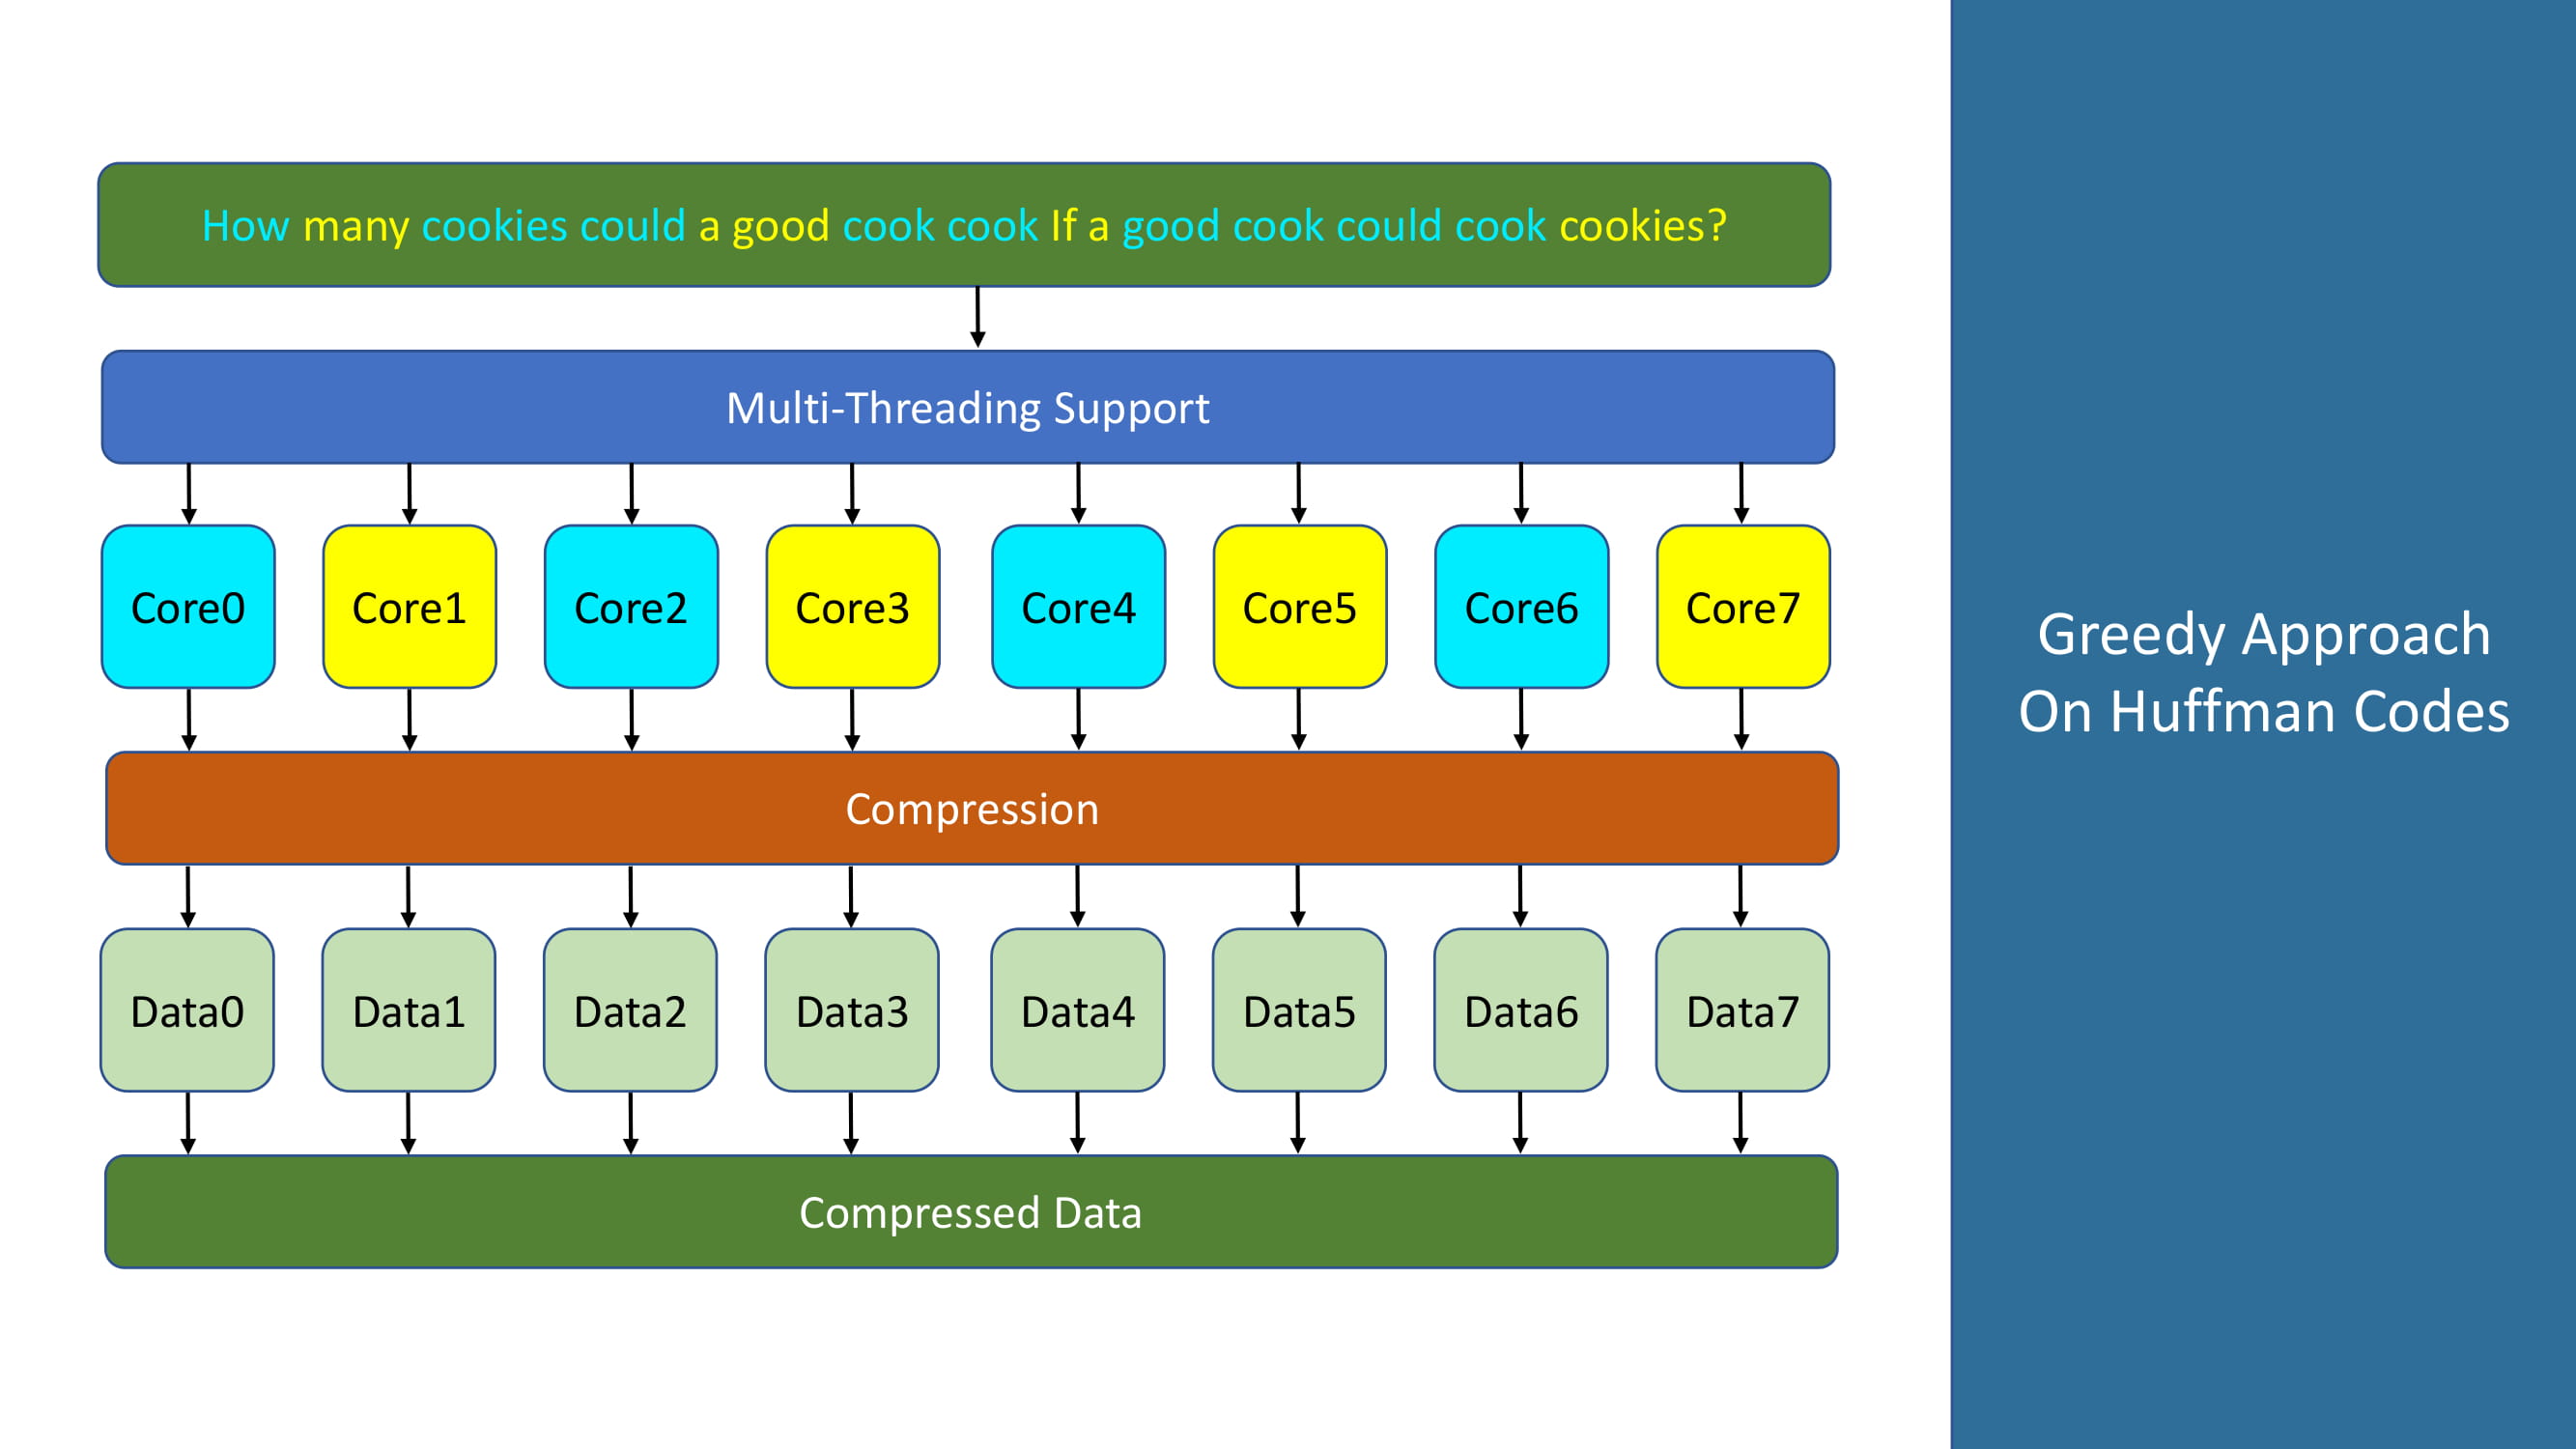 How many cookies could a good cook cook If a good cook could cook cookies?
Multi-Threading Support
Core0
Core1
Core2
Core3
Core4
Core5
Core6
Core7
Compression
Data0
Data1
Data2
Data3
Data4
Data5
Data6
Data7
Compressed Data
Greedy Approach
On Huffman Codes